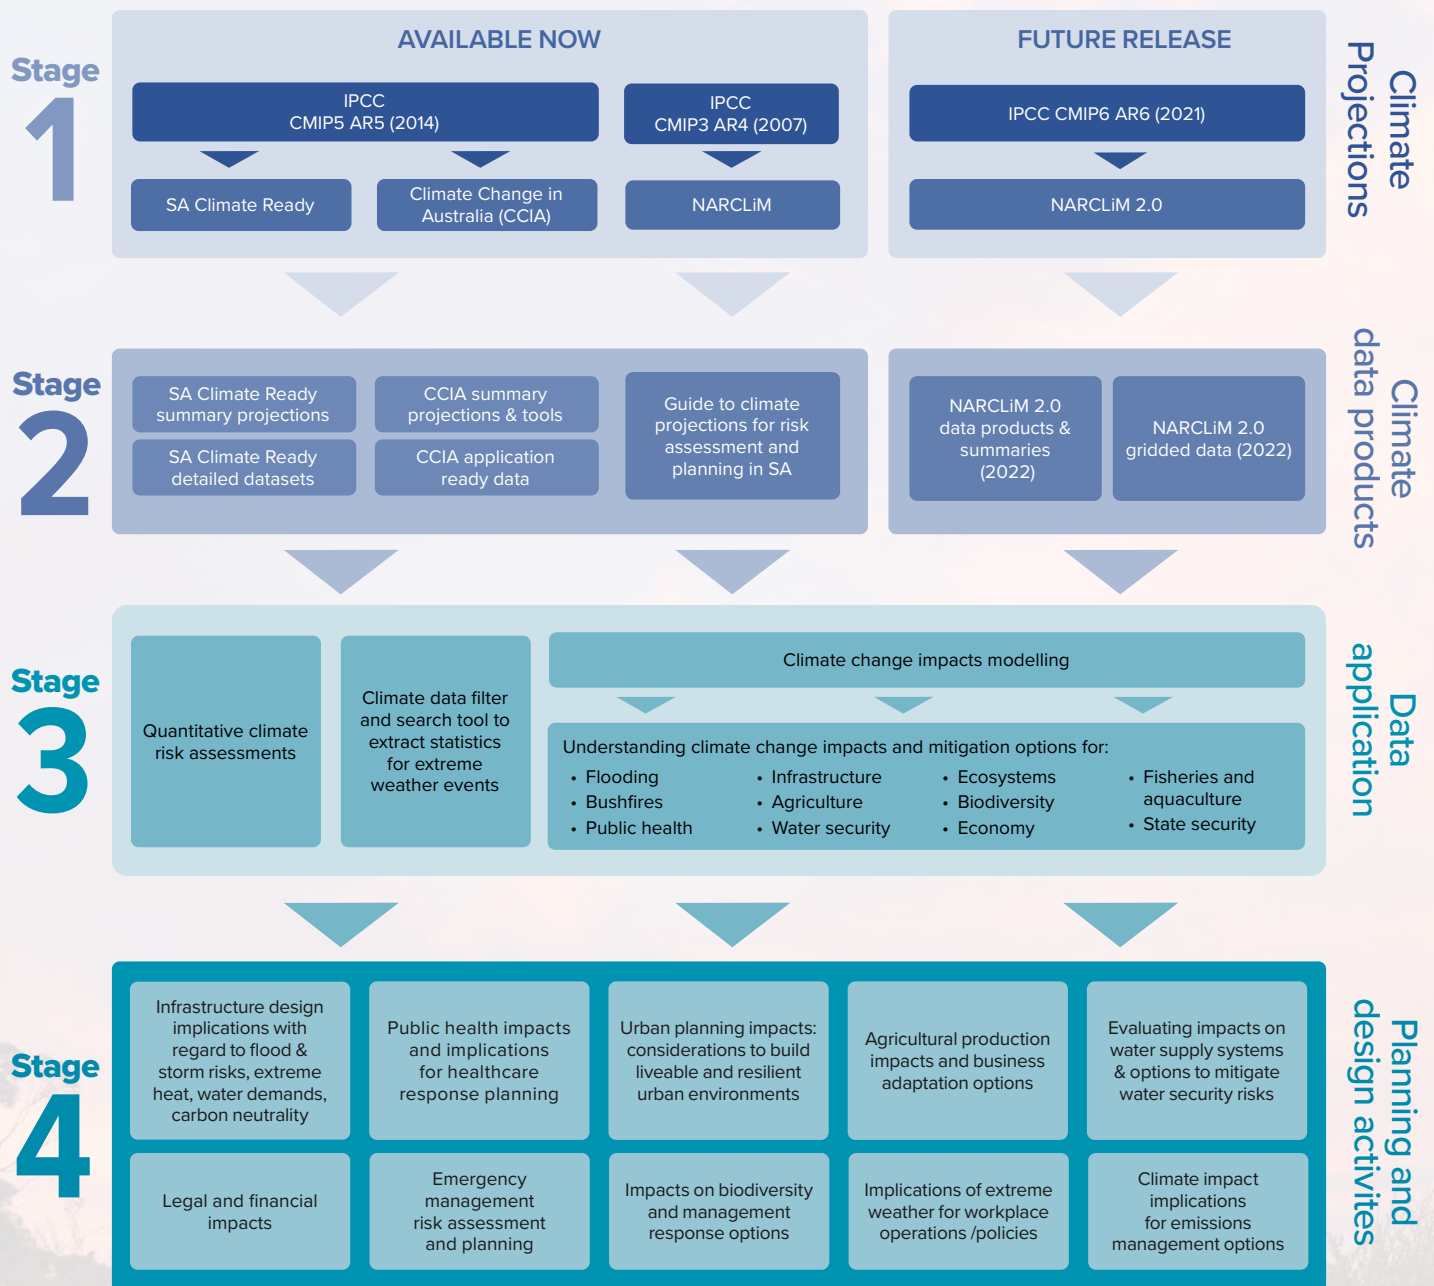 AVAILABLE NOW
FUTURE RELEASE
Stage
1
Climate
Projections
IPCC
CMIP5 AR5 (2014)
IPCC
CMIP3 AR4 (2007)
IPCC CMIP6 AR6 (2021)
SA Climate Ready
Climate Change in
Australia (CCIA)
NARCLiM
NARCLiM 2.0
Stage
2
Climate
data products
SA Climate Ready
summary projections
CCIA summary
projections & tools
SA Climate Ready
detailed datasets
CCIA application
ready data
Guide to climate
projections for risk
assessment and
planning in SA
NARCLiM 2.0
data products &
summaries
(2022)
NARCLiM 2.0
gridded data (2022)
Stage
3
Data
application
Quantitative climate
risk assessments
Climate data filter
and search tool to
extract statistics
for extreme
weather events
Climate change impacts modelling
Understanding climate change impacts and mitigation options for:
• Flooding
• Bushfires
• Public health
• Infrastructure
• Agriculture
• Water security
• Ecosystems
• Biodiversity
• Economy
• Fisheries and
aquaculture
• State security
Stage
4
Planning and
design activites
Infrastructure design
implications with
regard to flood &
storm risks, extreme
heat, water demands,
carbon neutrality
Public health impacts
and implications
for healthcare
response planning
Urban planning impacts:
considerations to build
liveable and resilient
urban environments
Agricultural production
impacts and business
adaptation options
Evaluating impacts on
water supply systems
& options to mitigate
water security risks
Legal and financial
impacts
Emergency
management
risk assessment
and planning
Impacts on biodiversity
and management
response options
Implications of extreme
weather for workplace
operations /policies
Climate impact
implications
for emissions
management options